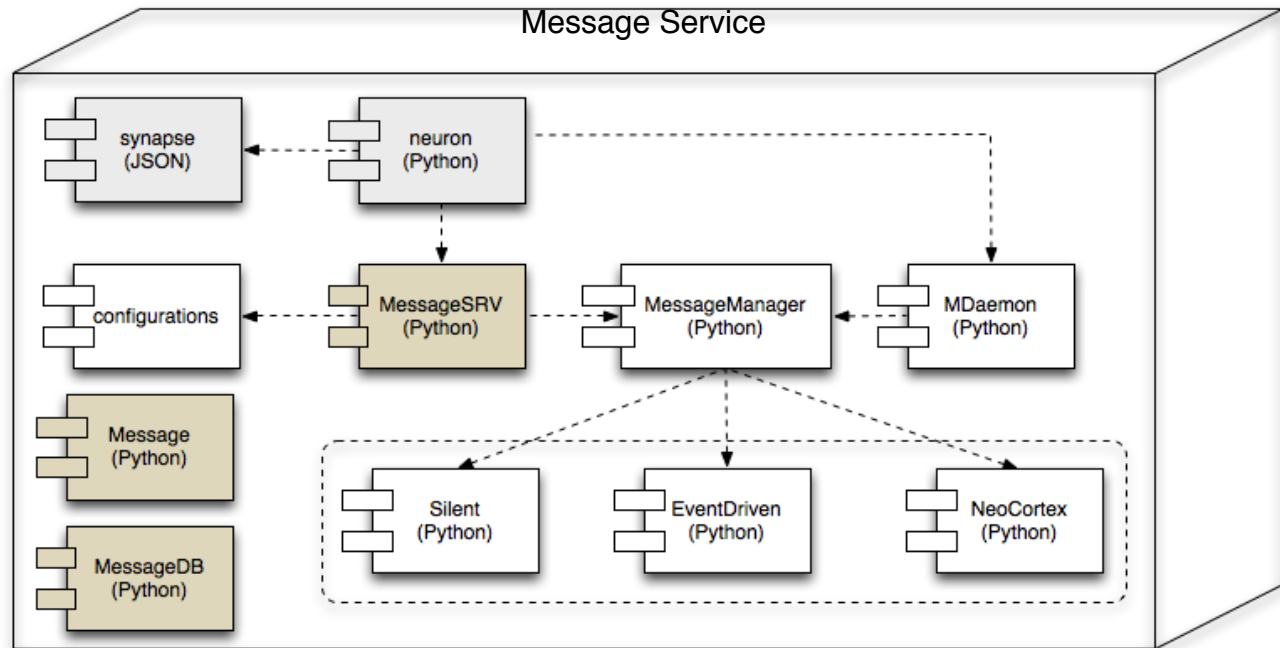 Message Service
synapse
(JSON)
neuron
(Python)
configurations
MessageSRV
(Python)
MessageManager
(Python)
MDaemon
(Python)
Message
(Python)
Silent
(Python)
EventDriven
(Python)
NeoCortex
(Python)
MessageDB
(Python)